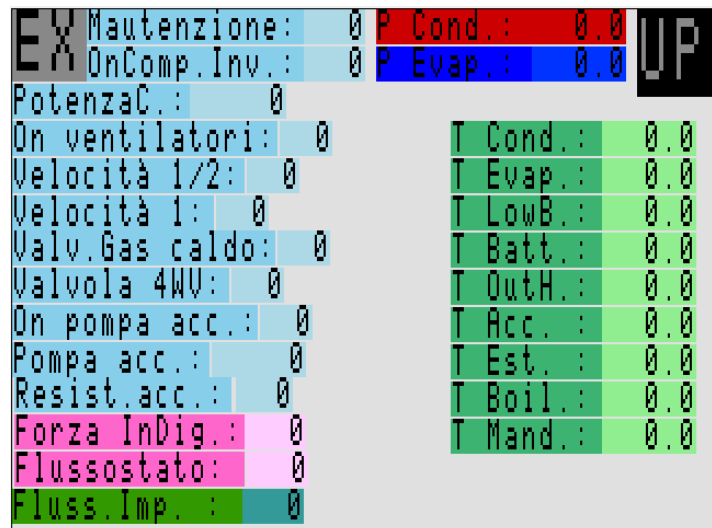 EX Mautenzione: 0 P Cond.: 0.0 UP
OnComp.Inv.: 0 P Evap.: 0.0
PotenzaC.: 0
On ventilatori: 0 T Cond.: 0.0
Velocità 1/2: 0 T Evap.: 0.0
Velocità 1: 0 T LowB.: 0.0
Valv.Gas caldo: 0 T Batt.: 0.0
Valvola 4WV: 0 T OutH.: 0.0
On pompa acc.: 0 T Acc. : 0.0
Pompa acc.: 0 T Est. : 0.0
Resist.acc.: 0 T Boil.: 0.0
Forza InDig.: 0 T Mand.: 0.0
Flussostato: 0
Fluss.Imp. : 0